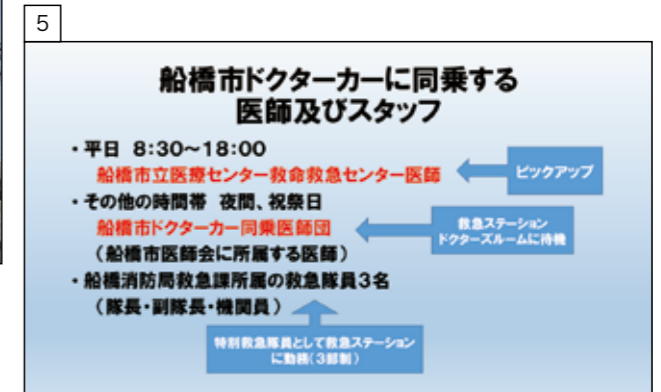 5
船橋市ドクターカーに同乗する
医師及びスタッフ
・平日 8:30~18:00
船橋市立医療センター救命救急センター医師
ピックアップ
・その他の時間帯 夜間、祝祭日
船橋市ドクターカー同乗医師団
救急ステーション
ドクターズルームに待機
(船橋市医師会に所属する医師)
・船橋消防局救急課所属の救急隊員3名
(隊長・副隊長・機関員)
特別救急隊員として救急ステーション
に勤務(3部制)